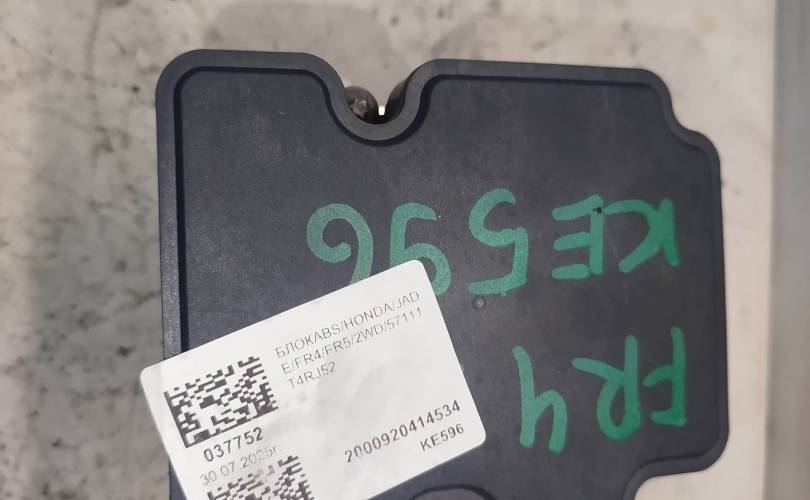 KE596
FR4
БЛОКABS/HONDA/JAD
E/FR4/FR5/2WD/57111
T4RJ52
037752
30.07.2025г.
2000920414534
KE596